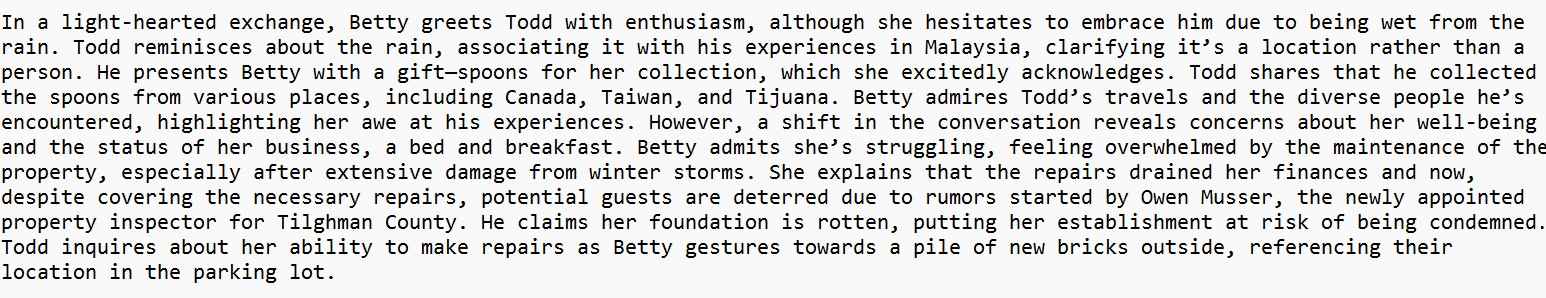 In a light-hearted exchange, Betty greets Todd with enthusiasm, although she hesitates to embrace him due to being wet from the
rain. Todd reminisces about the rain, associating it with his experiences in Malaysia, clarifying it’s a location rather than a
person. He presents Betty with a gift—spoons for her collection, which she excitedly acknowledges. Todd shares that he collected
the spoons from various places, including Canada, Taiwan, and Tijuana. Betty admires Todd’s travels and the diverse people he’s
encountered, highlighting her awe at his experiences. However, a shift in the conversation reveals concerns about her well-being
and the status of her business, a bed and breakfast. Betty admits she’s struggling, feeling overwhelmed by the maintenance of the
property, especially after extensive damage from winter storms. She explains that the repairs drained her finances and now,
despite covering the necessary repairs, potential guests are deterred due to rumors started by Owen Musser, the newly appointed
property inspector for Tilghman County. He claims her foundation is rotten, putting her establishment at risk of being condemned.
Todd inquires about her ability to make repairs as Betty gestures towards a pile of new bricks outside, referencing their
location in the parking lot.